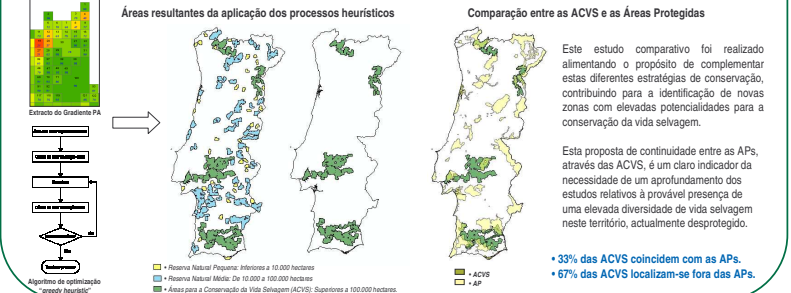 Áreas resultantes da aplicação dos processos heurísticos
Extracto do Gradiente PA
Algoritmo de optimização
“greedy heuristic”
• Reserva Natural Pequena: Inferiores a 10.000 hectares
• Reserva Natural Média: De 10.000 a 100.000 hectares
• Áreas para a Conservação da Vida Selvagem (ACVS): Superiores a 100.000 hectares.
Comparação entre as ACVS e as Áreas Protegidas
• ACVS
• AP
Este estudo comparativo foi realizado
alimentando o propósito de complementar
estas diferentes estratégias de conservação,
contribuindo para a identificação de novas
zonas com elevadas potencialidades para a
conservação da vida selvagem.
Esta proposta de continuidade entre as APs,
através das ACVS, é um claro indicador da
necessidade de um aprofundamento dos
estudos relativos à provável presença de
uma elevada diversidade de vida selvagem
neste território, actualmente desprotegido.
• 33% das ACVS coincidem com as APs.
• 67% das ACVS localizam-se fora das APs.